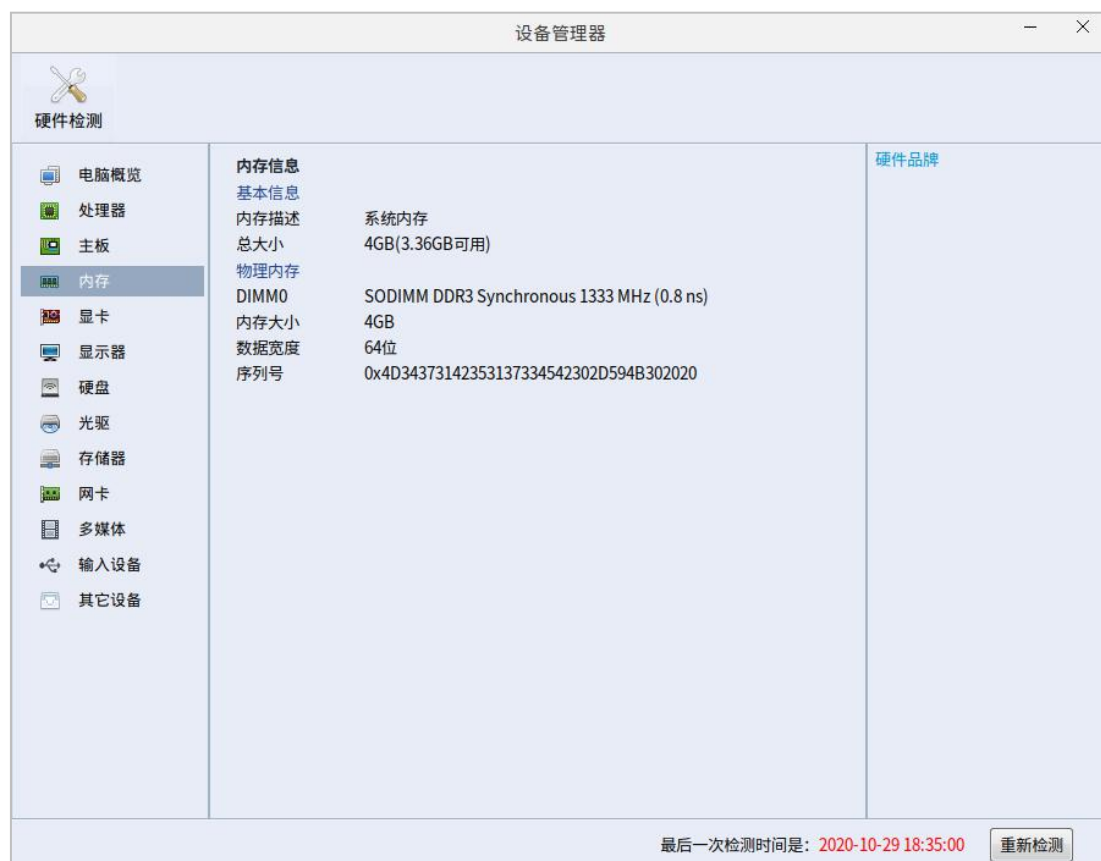 设备管理器
硬件检测
电脑概览
处理器
主板
内存
显卡
显示器
硬盘
光驱
存储器
网卡
多媒体
输入设备
其它设备
内存信息
基本信息
内存描述 系统内存
总大小 4GB(3.36GB可用)
物理内存
DIMM0 SODIMM DDR3 Synchronous 1333 MHz (0.8 ns)
内存大小 4GB
数据宽度 64位
序列号 0x4D34373142353137334542302D594B302020
硬件品牌
最后一次检测时间是：2020-10-29 18:35:00 重新检测